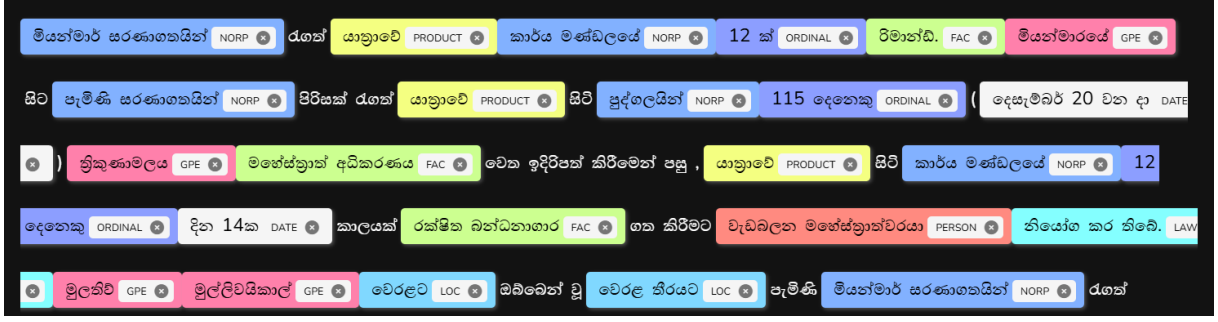 මියන්මාර් සරණාගතයින් NORP රැගත් යාත්‍රාවේ PRODUCT කාර්ය මණ්ඩලයේ NORP 12 ක් ORDINAL රිමාන්ඩ්. FAC මියන්මාරයේ GPE
සිට පැමිණි සරණාගතයින් NORP පිරිසක් රැගත් යාත්‍රාවේ PRODUCT සිටි පුද්ගලයින් NORP 115 දෙනෙකු ORDINAL ( දෙසැම්බර් 20 වන දා DATE
) ත්‍රිකුණාමලය GPE මහේස්ත්‍රාත් අධිකරණය FAC වෙත ඉදිරිපත් කිරීමෙන් පසු , යාත්‍රාවේ PRODUCT සිටි කාර්ය මණ්ඩලයේ NORP 12
දෙනෙකු ORDINAL දින 14ක DATE කාලයක් රක්ෂිත බන්ධනාගාර FAC ගත කිරීමට වැඩබලන මහේස්ත්‍රාත්වරයා PERSON නියෝග කර තිබේ. LAW
මුලතිව් GPE මුල්ලිවයිකාල් GPE වෙරළට LOC ඔබ්බෙන් වූ වෙරළ තීරයට LOC පැමිණි මියන්මාර් සරණාගතයින් NORP රැගත්